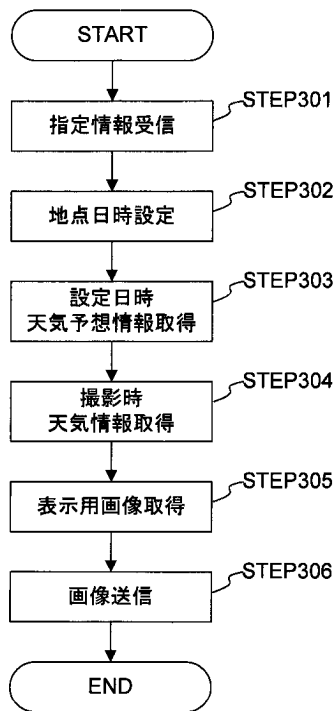 START
指定情報受信
STEP301
地点日時設定
STEP302
設定日時
天気予想情報取得
STEP303
撮影時
天気情報取得
STEP304
表示用画像取得
STEP305
画像送信
STEP306
END